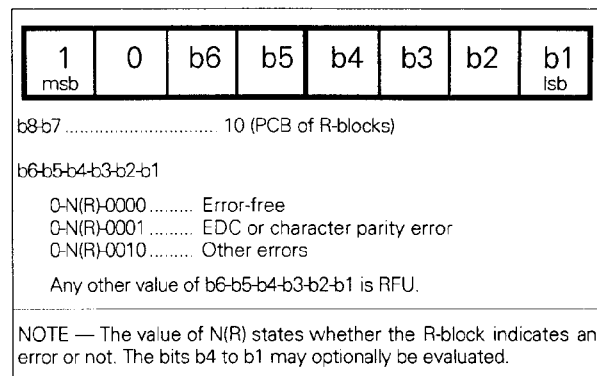 1 0 b6 b5 b4 b3 b2 b1
msb lsb
b8-b7 .............................. 10 (PCB of R-blocks)
b6-b5-b4-b3-b2-b1
0-N(R)-0000 ......... Error-free
0-N(R)-0001 ......... EDC or character parity error
0-N(R)-0010 ......... Other errors
Any other value of b6-b5-b4-b3-b2-b1 is RFU.
NOTE — The value of N(R) states whether the R-block indicates an
error or not. The bits b4 to b1 may optionally be evaluated.